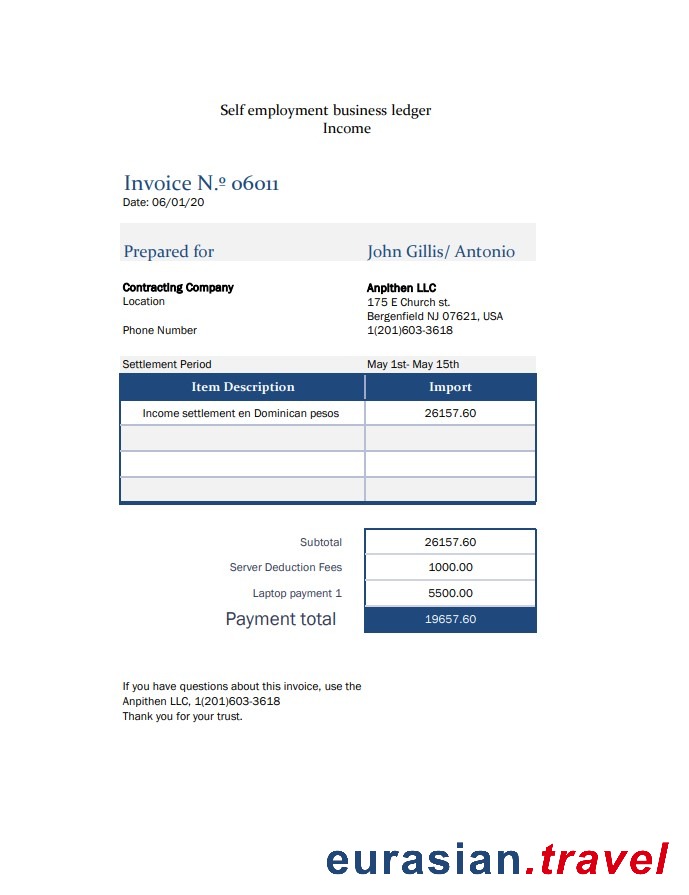 Self employment business ledger
Income
Invoice N.º 06011
Date: 06/01/20
Prepared for John Gillis/ Antonio
Contracting Company Anpithen LLC
Location 175 E Church st.
Bergenfield NJ 07621, USA
Phone Number 1(201)603-3618
Settlement Period May 1st- May 15th
Item Description Import
Income settlement en Dominican pesos 26157.60
Subtotal 26157.60
Server Deduction Fees 1000.00
Laptop payment 1 5500.00
Payment total 19657.60
If you have questions about this invoice, use the
Anpithen LLC, 1(201)603-3618
Thank you for your trust.
eurasian.travel